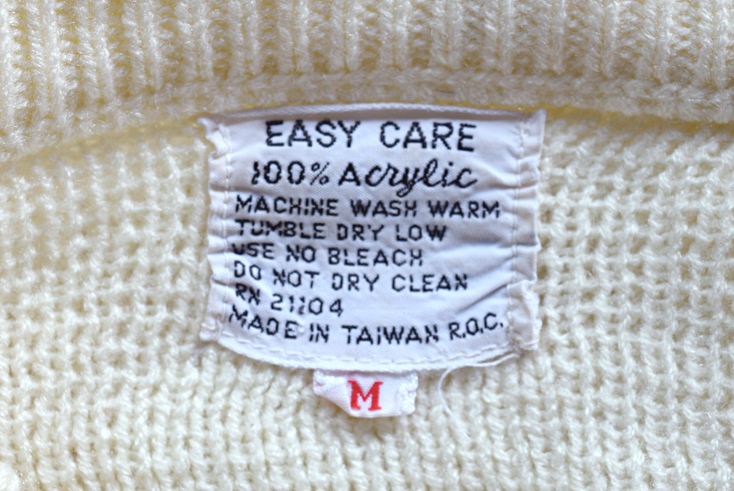 EASY CARE
100% Acrylic
MACHINE WASH WARM
TUMBLE DRY LOW
USE NO BLEACH
DO NOT DRY CLEAN
RN 21104
MADE IN TAIWAN R.O.C.
M